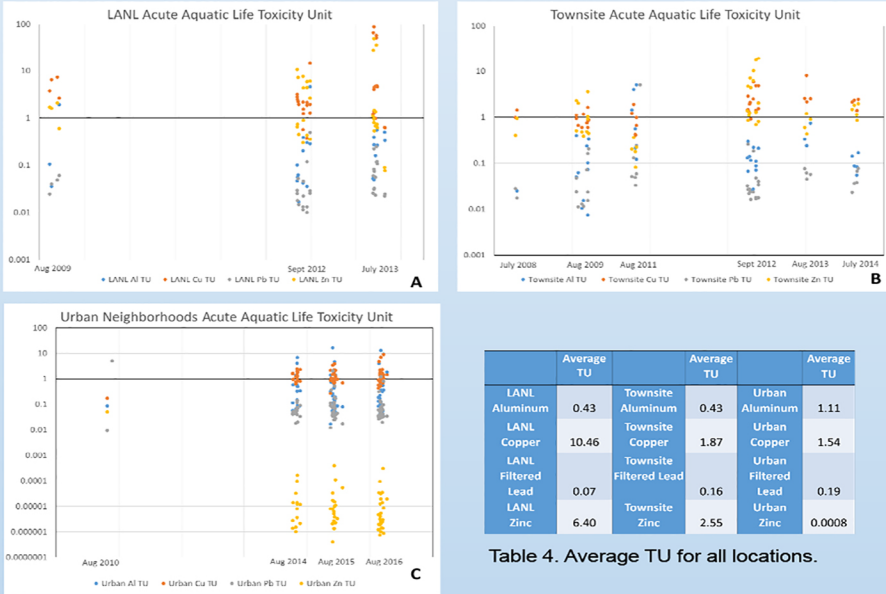 LANL Acute Aquatic Life Toxicity Unit
100
10
1
0.1
0.01
0.001
Aug 2009
Sept 2012
July 2013
LANL Al TU
LANL Cu TU
LANL Pb TU
LANL Zn TU
A
Townsite Acute Aquatic Life Toxicity Unit
100
10
1
0.1
0.01
0.001
July 2008
Aug 2009
Aug 2011
Sept 2012
Aug 2013
July 2014
Townsite Al TU
Townsite Cu TU
Townsite Pb TU
Townsite Zn TU
B
Urban Neighborhoods Acute Aquatic Life Toxicity Unit
100
10
1
0.1
0.01
0.001
0.0001
0.00001
0.000001
0.0000001
Aug 2010
Aug 2014
Aug 2015
Aug 2016
Urban Al TU
Urban Cu TU
Urban Pb TU
Urban Zn TU
C
Average TU
Average TU
Average TU
LANL Aluminum 0.43 Townsite Aluminum 0.43 Urban Aluminum 1.11
LANL Copper 10.46 Townsite Copper 1.87 Urban Copper 1.54
LANL Filtered Lead 0.07 Townsite Filtered Lead 0.16 Urban Filtered Lead 0.19
LANL Zinc 6.40 Townsite Zinc 2.55 Urban Zinc 0.0008
Table 4. Average TU for all locations.